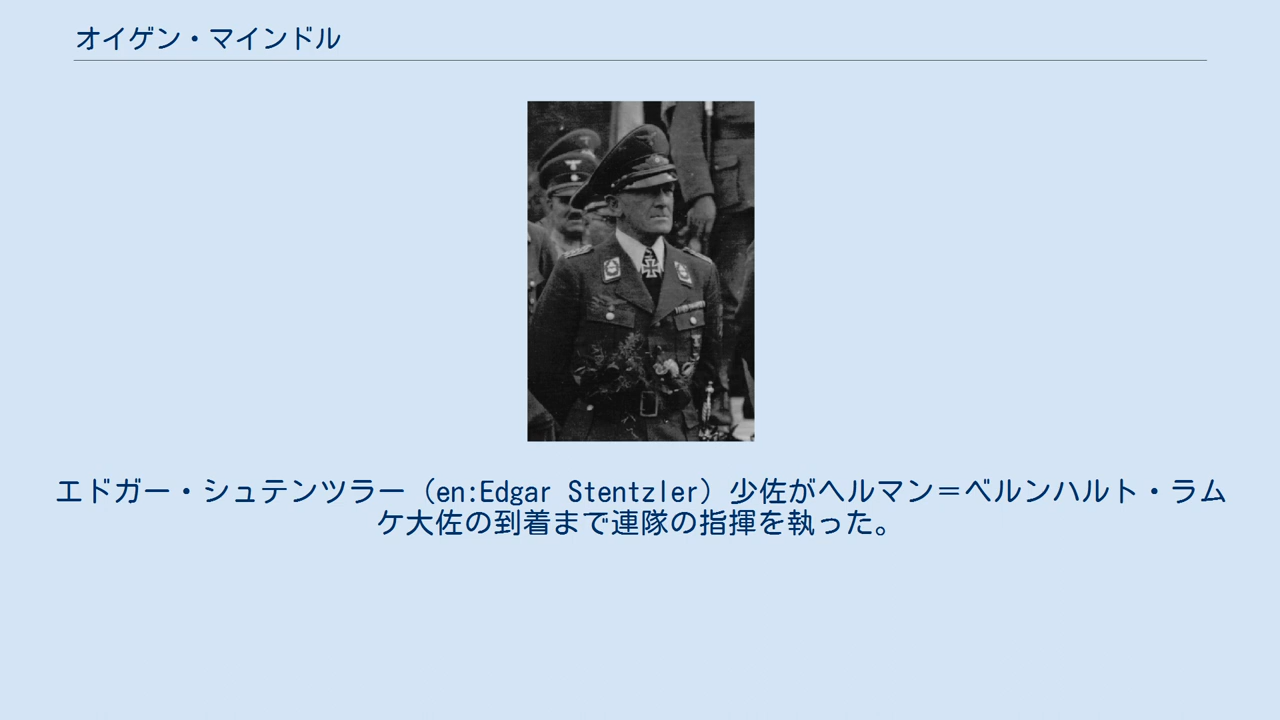 オイゲン・マインドル
エドガー・シュテンツラー（en:Edgar Stentzler）少佐がヘルマン＝ベルンハルト・ラム
ケ大佐の到着まで連隊の指揮を執った。